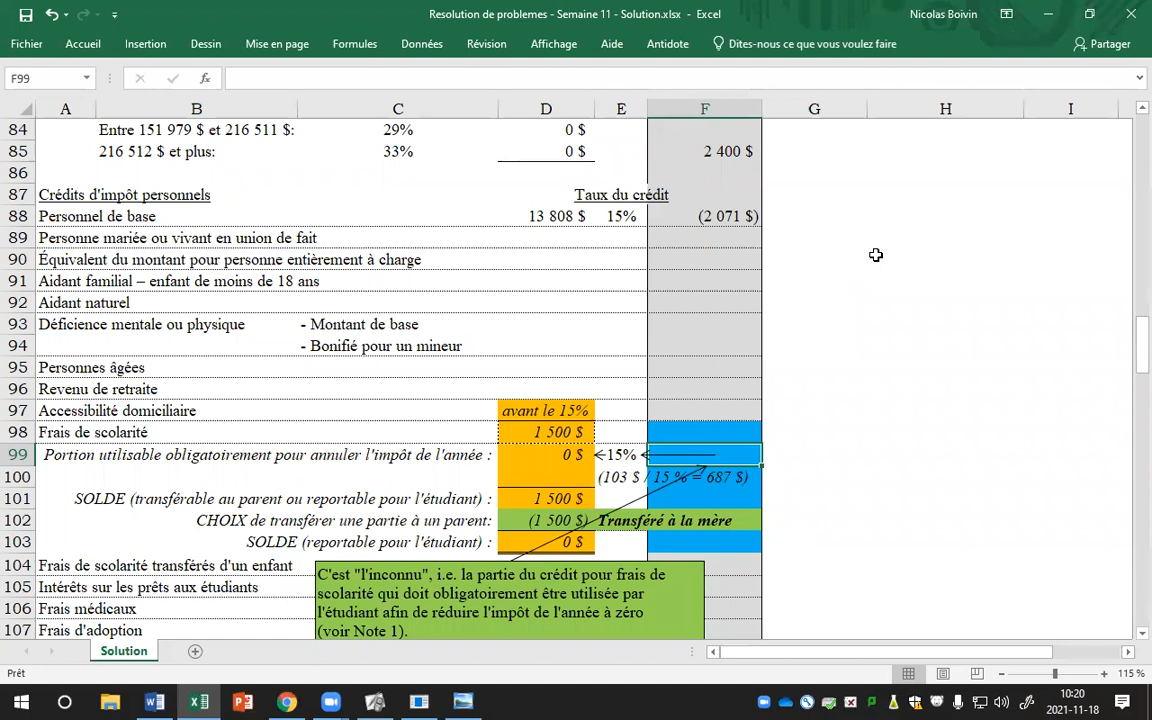 Resolution de problemes - Semaine 11 - Solution.xlsx - Excel
Nicolas Boivin
Fichier Accueil Insertion Dessin Mise en page Formules Données Révision Affichage Aide Antidote Dites-nous ce que vous voulez faire Partager
F99 fx
A B C D E F G H I
84 Entre 151 979 $ et 216 511 $: 29% 0 $
85 216 512 $ et plus: 33% 0 $ 2 400 $
86
87 Crédits d'impôt personnels Taux du crédit
88 Personnel de base 13 808 $ 15% (2 071 $)
89 Personne mariée ou vivant en union de fait
90 Équivalent du montant pour personne entièrement à charge
91 Aidant familial – enfant de moins de 18 ans
92 Aidant naturel
93 Déficience mentale ou physique - Montant de base
94 - Bonifié pour un mineur
95 Personnes âgées
96 Revenu de retraite
97 Accessibilité domiciliaire avant le 15%
98 Frais de scolarité 1 500 $
99 Portion utilisable obligatoirement pour annuler l'impôt de l'année : 0 $ 15%
100 (103 $ / 15 % = 687 $)
101 SOLDE (transférable au parent ou reportable pour l'étudiant) : 1 500 $
102 CHOIX de transférer une partie à un parent: (1 500 $) Transféré à la mère
103 SOLDE (reportable pour l'étudiant) : 0 $
104 Frais de scolarité transférés d'un enfant
105 Intérêts sur les prêts aux étudiants
106 Frais médicaux
107 Frais d'adoption
C'est "l'inconnu", i.e. la partie du crédit pour frais de
scolarité qui doit obligatoirement être utilisée par
l'étudiant afin de réduire l'impôt de l'année à zéro
(voir Note 1).
Solution
Prêt
115 %
10:20
2021-11-18